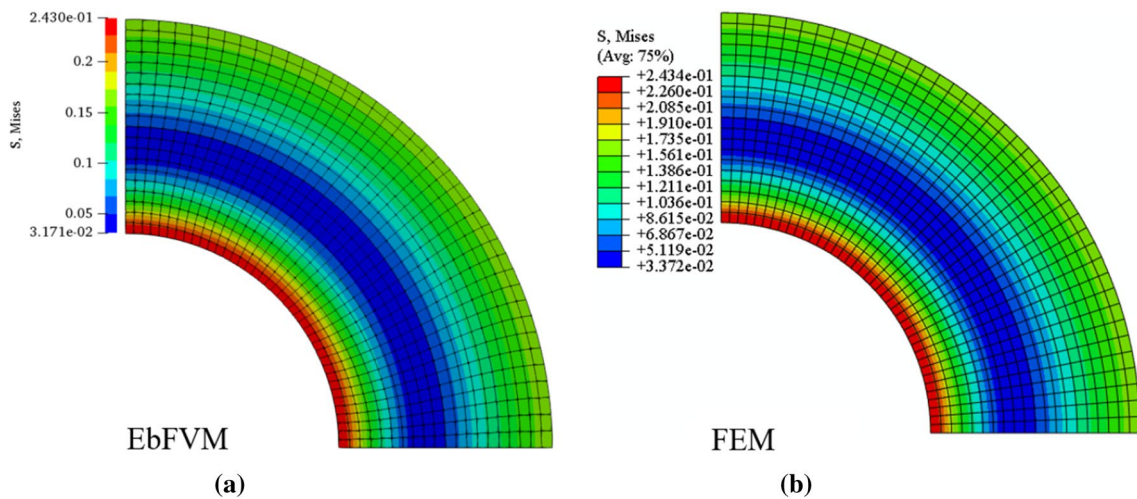 2.430e-01
0.2
0.15
0.1
0.05
3.171e-02
S, Mises
EbFVM
(a)
S, Mises
(Avg: 75%)
+2.434e-01
+2.260e-01
+2.085e-01
+1.910e-01
+1.735e-01
+1.561e-01
+1.386e-01
+1.211e-01
+1.036e-01
+8.615e-02
+6.867e-02
+5.119e-02
+3.372e-02
FEM
(b)